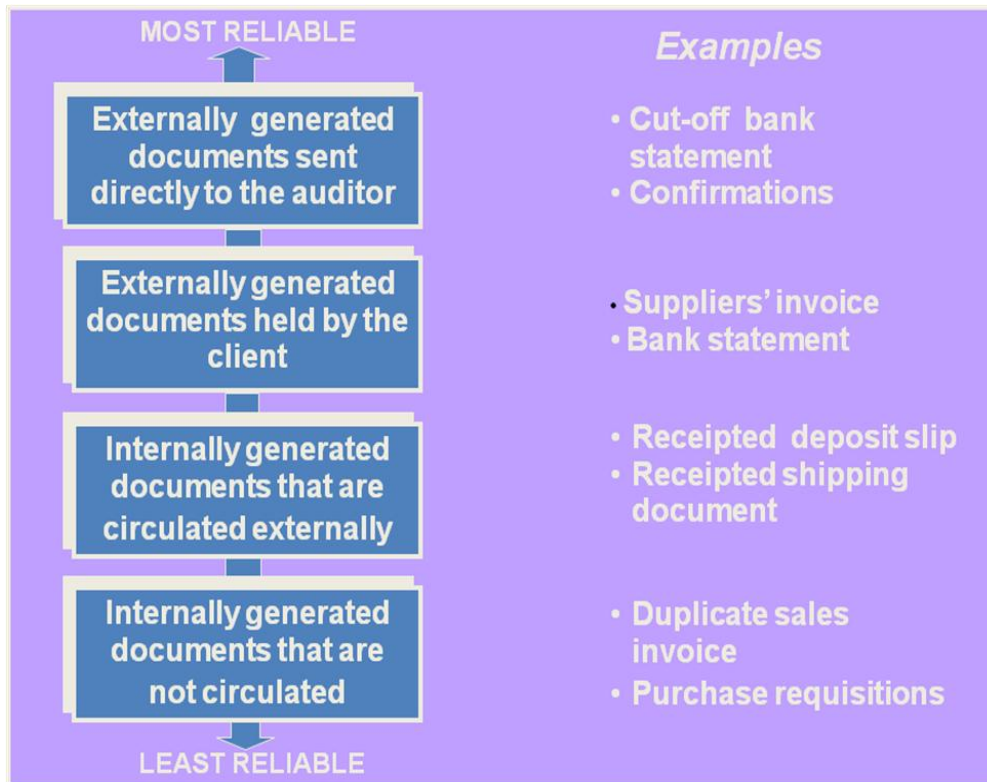 MOST RELIABLE
Examples
Externally generated
documents sent
directly to the auditor
• Cut-off bank
statement
• Confirmations
Externally generated
documents held by the
client
• Suppliers’ invoice
• Bank statement
Internally generated
documents that are
circulated externally
• Receipted deposit slip
• Receipted shipping
document
Internally generated
documents that are
not circulated
• Duplicate sales
invoice
• Purchase requisitions
LEAST RELIABLE